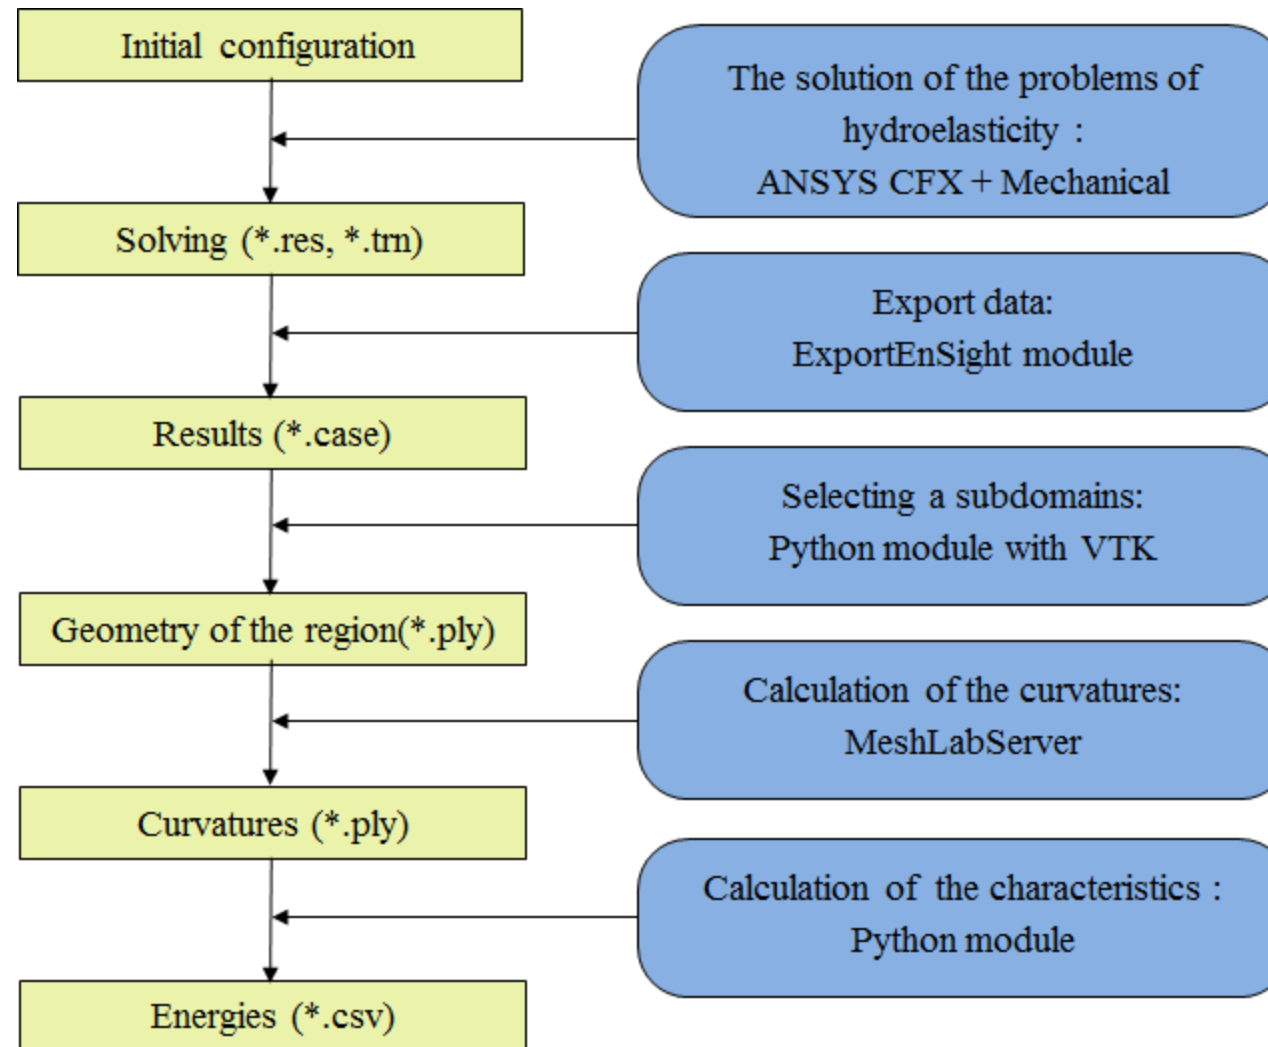 Initial configuration
The solution of the problems of
hydroelasticity :
ANSYS CFX + Mechanical
Solving (*.res, *.trn)
Export data:
ExportEnSight module
Results (*.case)
Selecting a subdomains:
Python module with VTK
Geometry of the region(*.ply)
Calculation of the curvatures:
MeshLabServer
Curvatures (*.ply)
Calculation of the characteristics :
Python module
Energies (*.csv)